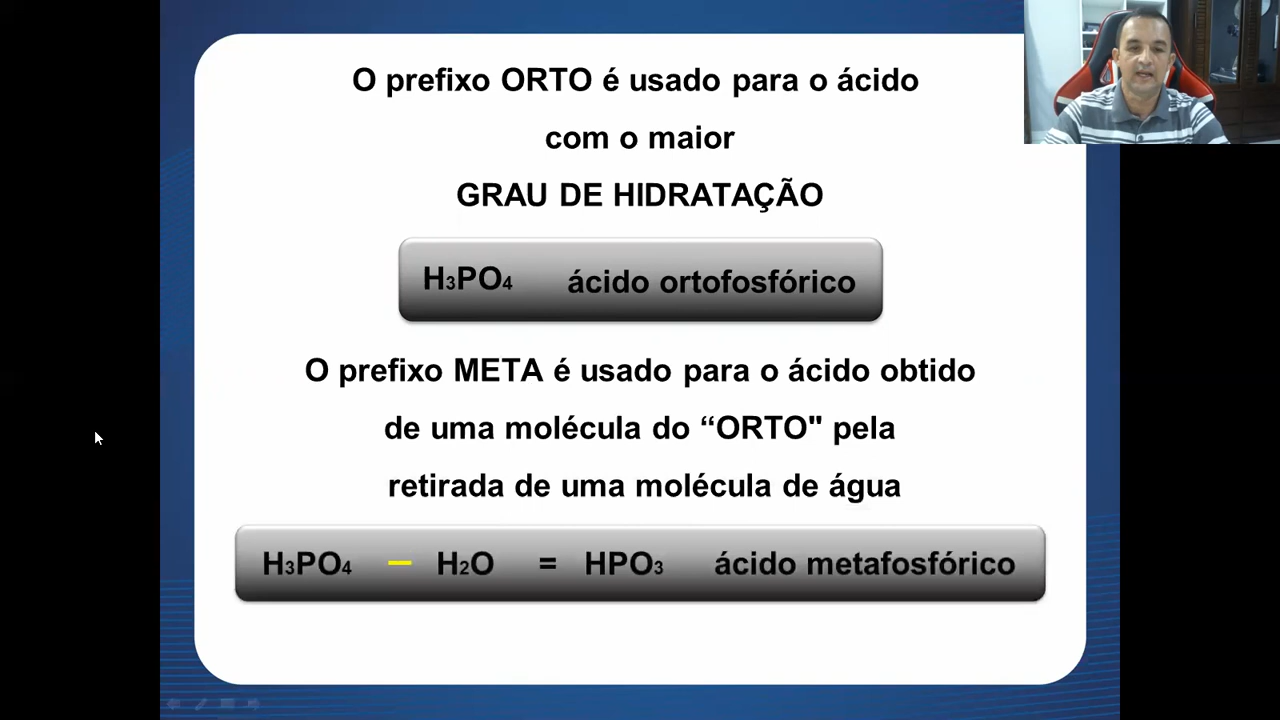 O prefixo ORTO é usado para o ácido
com o maior
GRAU DE HIDRATAÇÃO
H₃PO₄ ácido ortofosfórico
O prefixo META é usado para o ácido obtido
de uma molécula do “ORTO" pela
retirada de uma molécula de água
H₃PO₄ – H₂O = HPO₃ ácido metafosfórico